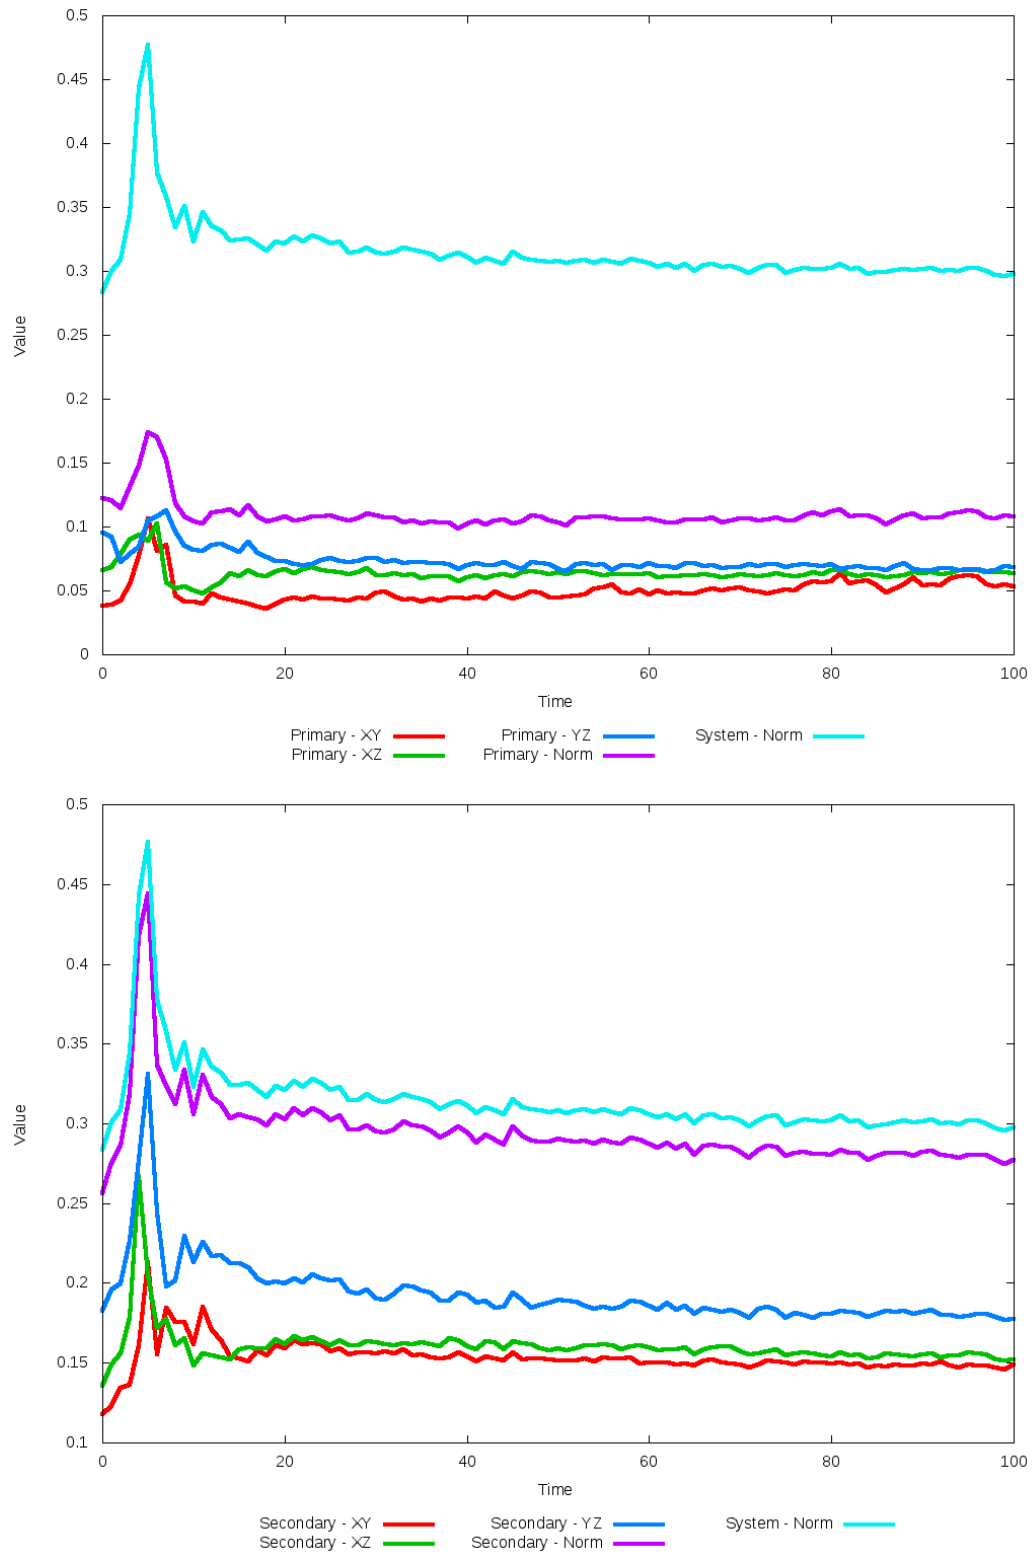 0.5
0.45
0.4
0.35
0.3
0.25
0.2
0.15
0.1
0.05
0
Value
0 20 40 60 80 100
Time
Primary - XY Primary - YZ System - Norm
Primary - XZ Primary - Norm
0.5
0.45
0.4
0.35
0.3
0.25
0.2
0.15
0.1
Value
0 20 40 60 80 100
Time
Secondary - XY Secondary - YZ System - Norm
Secondary - XZ Secondary - Norm